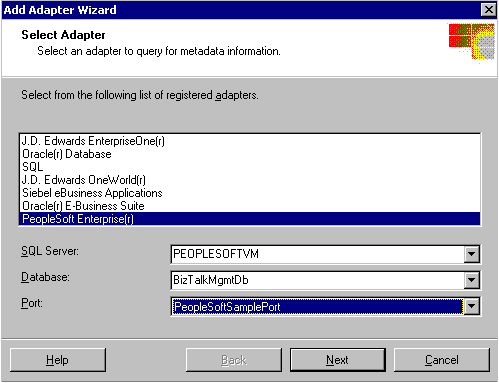 Add Adapter Wizard
Select Adapter
Select an adapter to query for metadata information.
Select from the following list of registered adapters.
J.D. Edwards EnterpriseOne(r)
Oracle(r) Database
SQL
J.D. Edwards OneWorld(r)
Siebel eBusiness Applications
Oracle(r) E-Business Suite
PeopleSoft Enterprise(r)
SQL Server: PEOPLESOFTVM
Database: BizTalkMgmtDb
Port: PeopleSoftSamplePort
Help Back Next Cancel